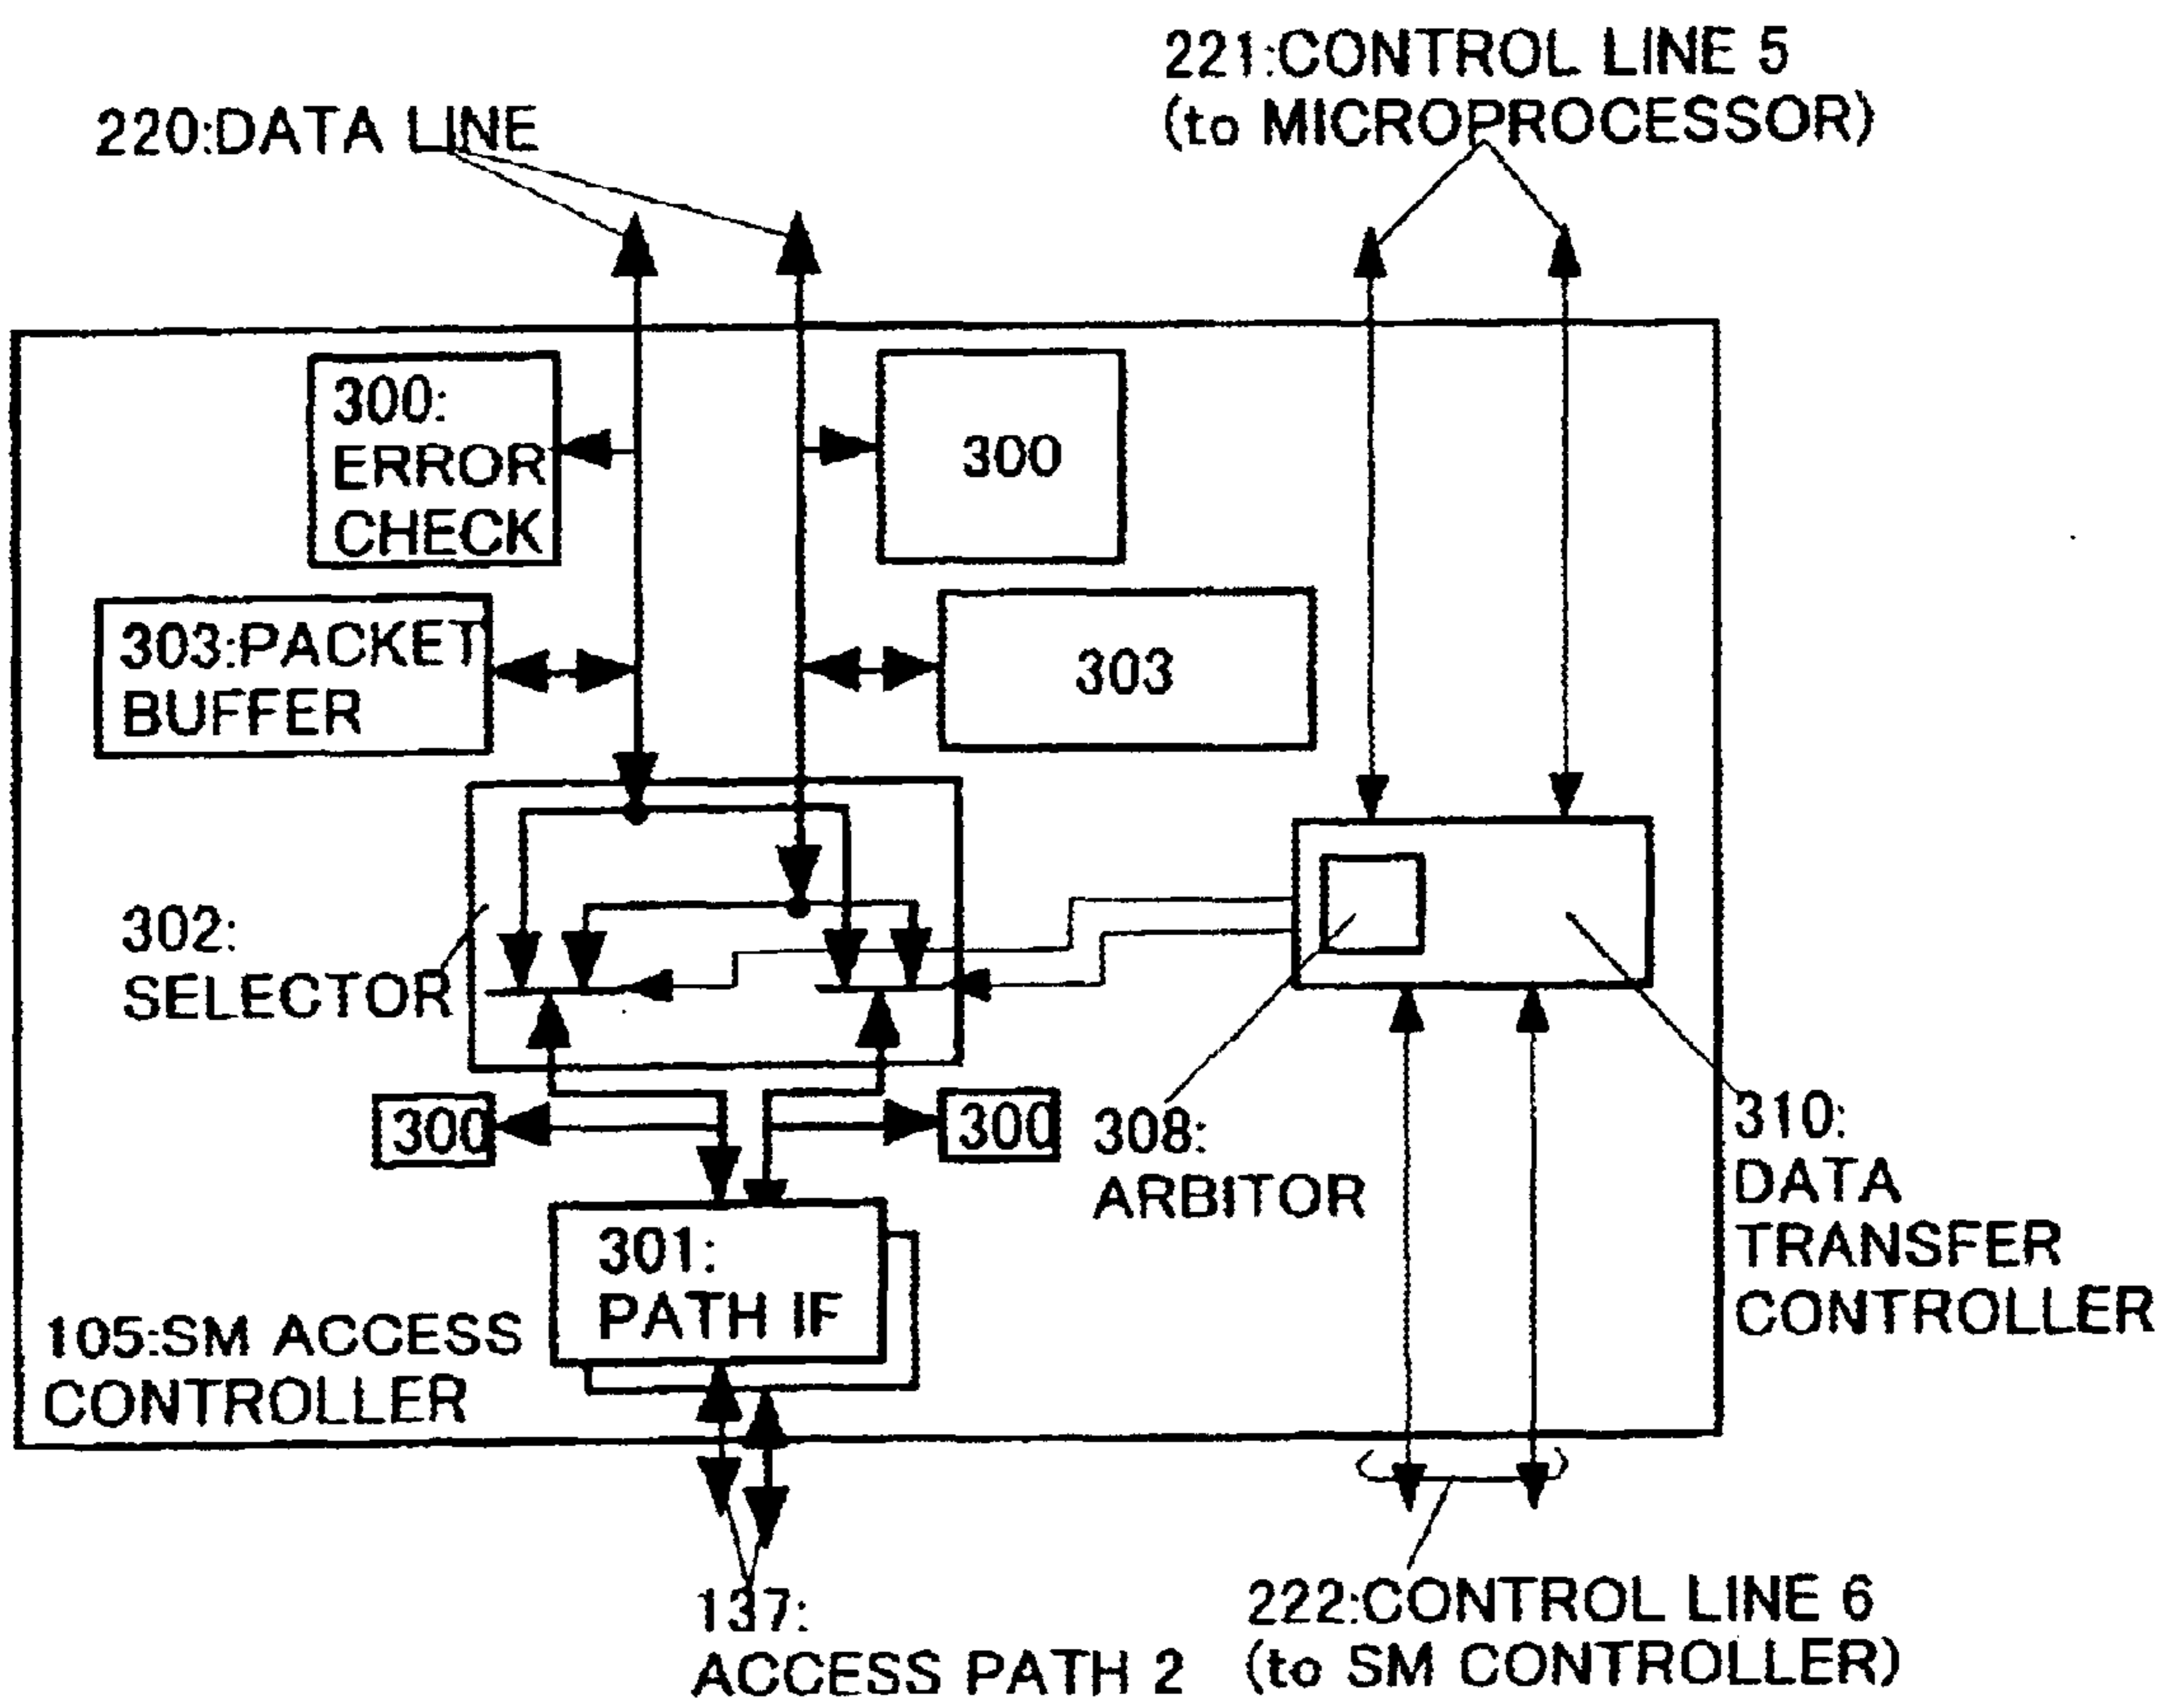 221:CONTROL LINE 5
(to MICROPROCESSOR)
220:DATA LINE
300:
ERROR
CHECK
300
303:PACKET
BUFFER
303
302:
SELECTOR
300
300
308:
ARBITOR
310:
DATA
TRANSFER
CONTROLLER
301:
PATH IF
105:SM ACCESS
CONTROLLER
137:
ACCESS PATH 2
222:CONTROL LINE 6
(to SM CONTROLLER)